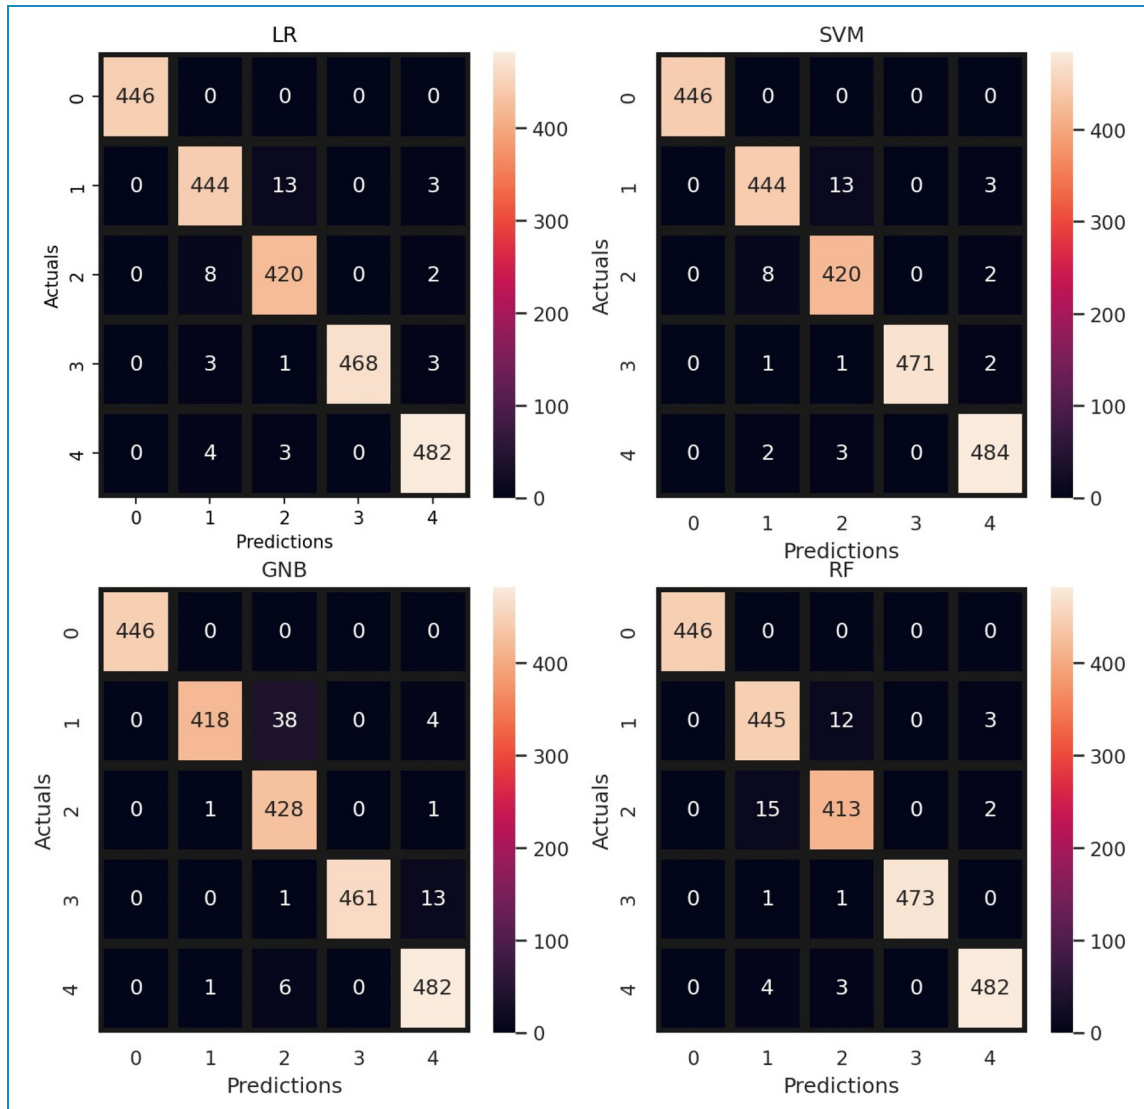 LR
0 446 0 0 0 0
1 0 444 13 0 3
2 0 8 420 0 2
3 0 3 1 468 3
4 0 4 3 0 482
0 1 2 3 4
Predictions
Actuals
400
300
200
100
0
SVM
0 446 0 0 0 0
1 0 444 13 0 3
2 0 8 420 0 2
3 0 1 1 471 2
4 0 2 3 0 484
0 1 2 3 4
Predictions
Actuals
400
300
200
100
0
GNB
0 446 0 0 0 0
1 0 418 38 0 4
2 0 1 428 0 1
3 0 0 1 461 13
4 0 1 6 0 482
0 1 2 3 4
Predictions
Actuals
400
300
200
100
0
RF
0 446 0 0 0 0
1 0 445 12 0 3
2 0 15 413 0 2
3 0 1 1 473 0
4 0 4 3 0 482
0 1 2 3 4
Predictions
Actuals
400
300
200
100
0